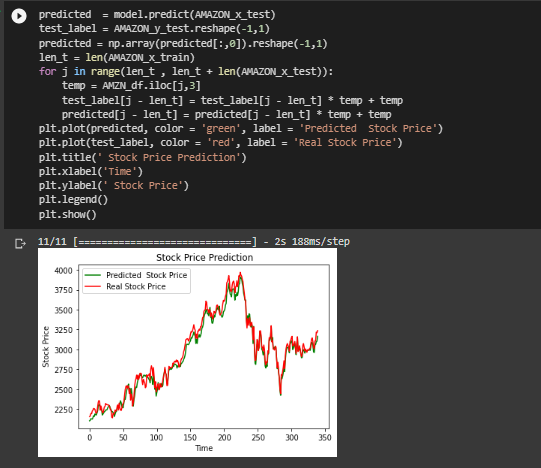 predicted  = model.predict(AMAZON_x_test)
test_label = AMAZON_y_test.reshape(-1,1)
predicted = np.array(predicted[:,0]).reshape(-1,1)
len_t = len(AMAZON_x_train)
for j in range(len_t , len_t + len(AMAZON_x_test)):
    temp = AMZN_df.iloc[j,3]
    test_label[j - len_t] = test_label[j - len_t] * temp + temp
    predicted[j - len_t] = predicted[j - len_t] * temp + temp
plt.plot(predicted, color = 'green', label = 'Predicted  Stock Price')
plt.plot(test_label, color = 'red', label = 'Real Stock Price')
plt.title(' Stock Price Prediction')
plt.xlabel('Time')
plt.ylabel(' Stock Price')
plt.legend()
plt.show()
11/11 [==============================] - 2s 188ms/step
Stock Price Prediction
Predicted  Stock Price
Real Stock Price
4000
3750
3500
3250
3000
2750
2500
2250
Stock Price
0 50 100 150 200 250 300 350
Time